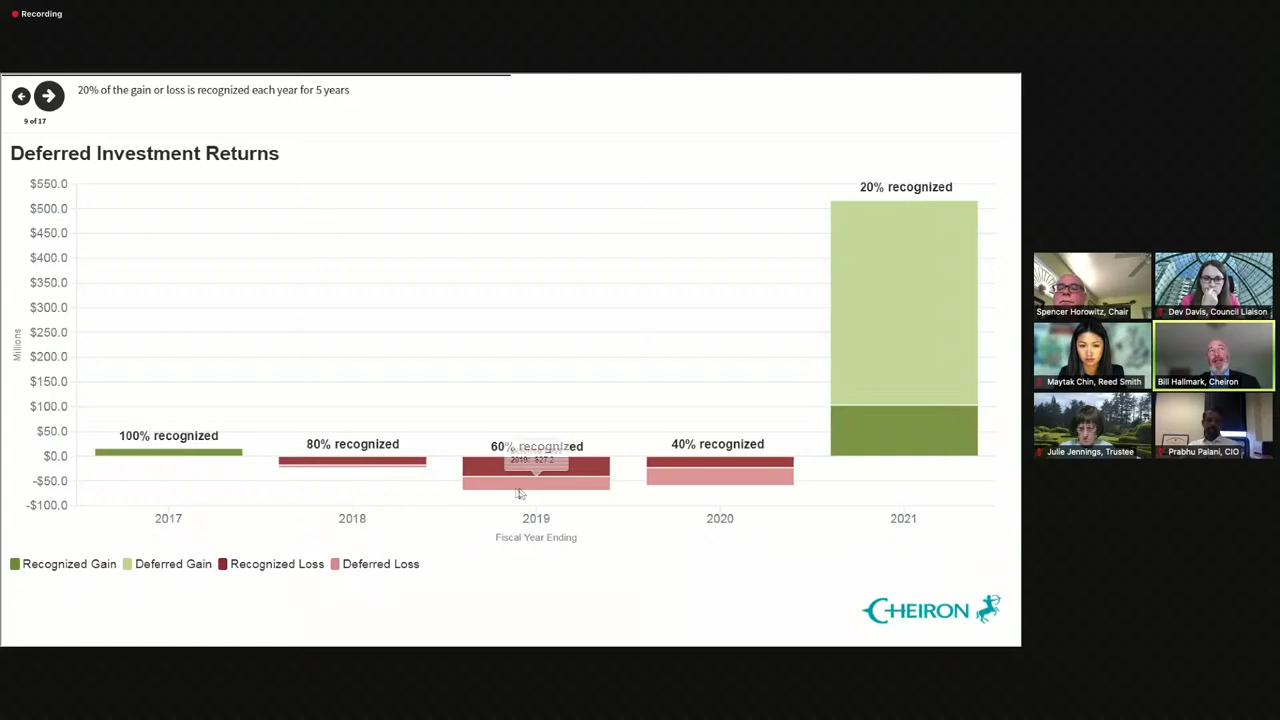 Recording
20% of the gain or loss is recognized each year for 5 years
9 of 17
Deferred Investment Returns
$550.0
$500.0
$450.0
$400.0
$350.0
$300.0
$250.0
$200.0
$150.0
$100.0
$50.0
$0.0
-$50.0
-$100.0
Millions
100% recognized
80% recognized
60% recognized
40% recognized
20% recognized
2017
2018
2019
2020
2021
Fiscal Year Ending
Recognized Gain Deferred Gain Recognized Loss Deferred Loss
CHEIRON
Spencer Horowitz, Chair
Dev Davis, Council Liaison
Maytak Chin, Reed Smith
Bill Hallmark, Cheiron
Julie Jennings, Trustee
Prabhu Palani, CIO